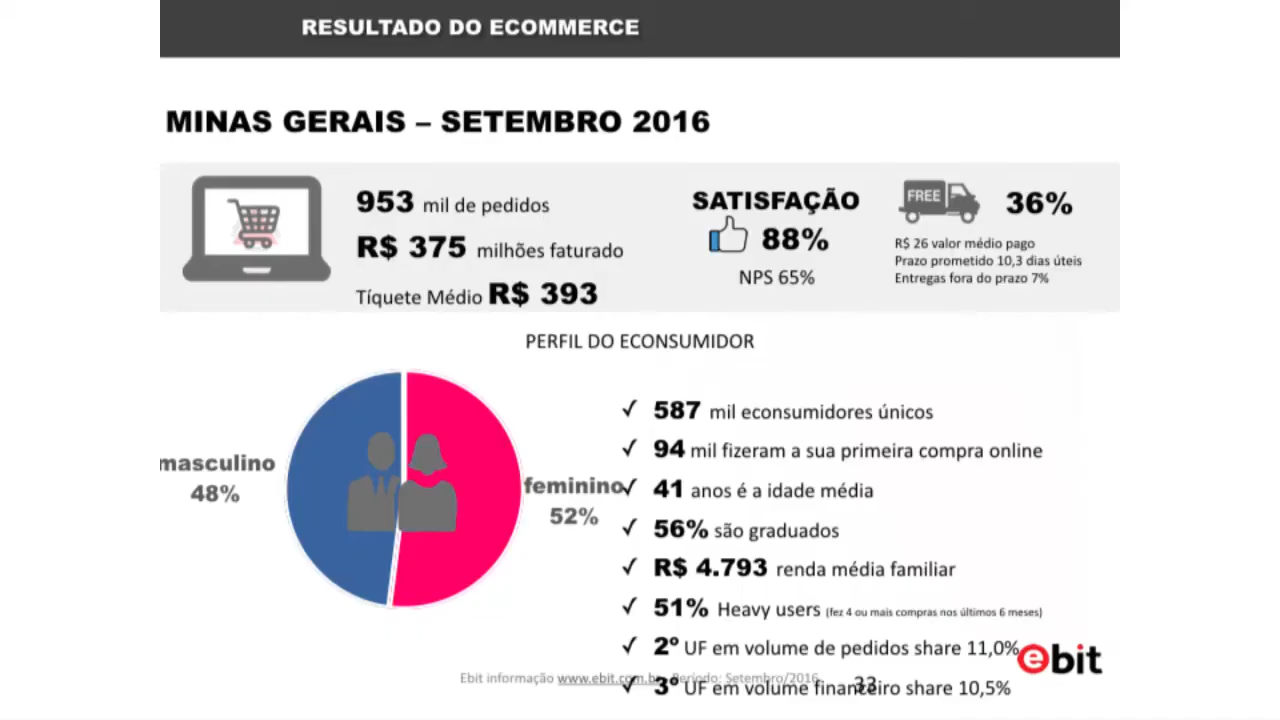 RESULTADO DO ECOMMERCE
MINAS GERAIS – SETEMBRO 2016
953 mil de pedidos
R$ 375 milhões faturado
Tíquete Médio R$ 393
SATISFAÇÃO
88%
NPS 65%
FREE
36%
R$ 26 valor médio pago
Prazo prometido 10,3 dias úteis
Entregas fora do prazo 7%
PERFIL DO ECONSUMIDOR
masculino
48%
feminino
52%
✓ 587 mil econsumidores únicos
✓ 94 mil fizeram a sua primeira compra online
✓ 41 anos é a idade média
✓ 56% são graduados
✓ R$ 4.793 renda média familiar
✓ 51% Heavy users (fez 4 ou mais compras nos últimos 6 meses)
✓ 2º UF em volume de pedidos share 11,0%
✓ 3º UF em volume financeiro share 10,5%
ebit
Ebit informação www.ebit.com.br Período: Setembro/2016
33